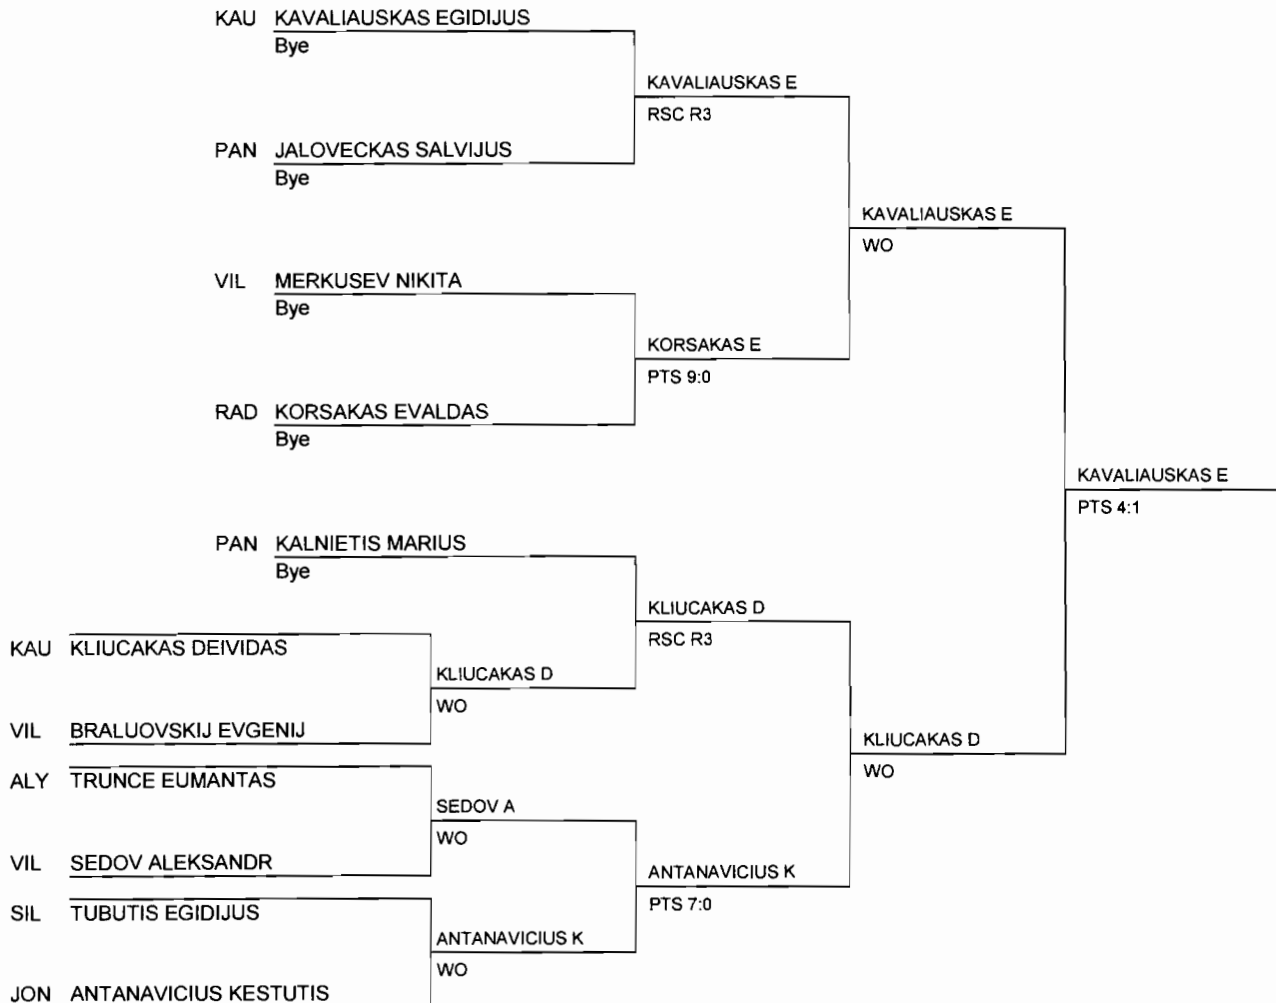 KAU KAVALIAUSKAS EGIDIJUS
Bye
KAVALIAUSKAS E
RSC R3
PAN JALOVECKAS SALVIJUS
Bye
KAVALIAUSKAS E
WO
VIL MERKUSEV NIKITA
Bye
KORSAKAS E
PTS 9:0
RAD KORSAKAS EVALDAS
Bye
KAVALIAUSKAS E
PTS 4:1
PAN KALNIETIS MARIUS
Bye
KLIUCAKAS D
RSC R3
KAU KLIUCAKAS DEIVIDAS
KLIUCAKAS D
WO
VIL BRALUOVSKIJ EVGENIJ
KLIUCAKAS D
WO
ALY TRUNCE EUMANTAS
SEDOV A
WO
VIL SEDOV ALEKSANDR
ANTANAVICIUS K
PTS 7:0
SIL TUBUTIS EGIDIJUS
ANTANAVICIUS K
WO
JON ANTANAVICIUS KESTUTIS